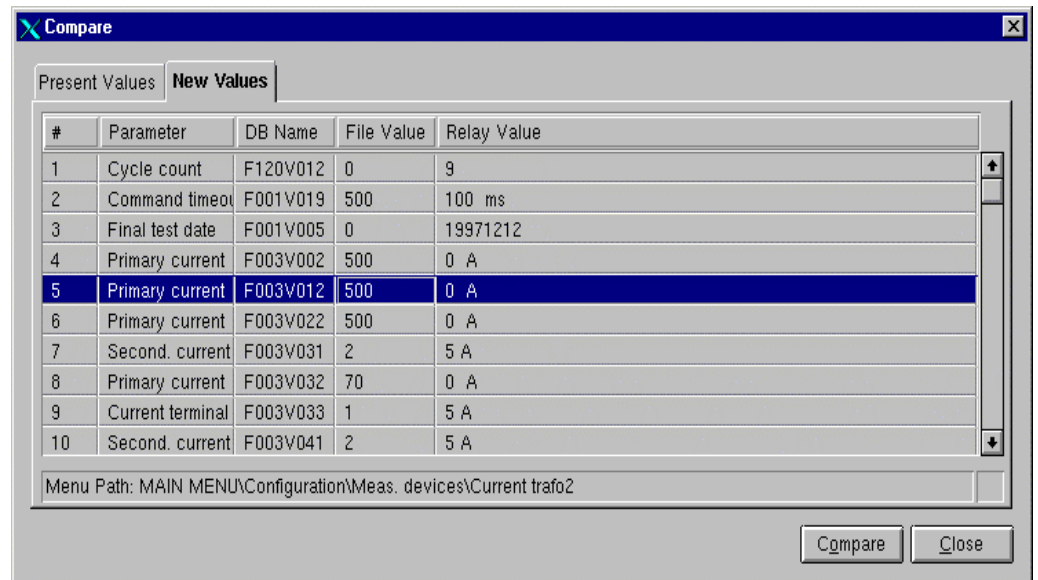 Compare
Present Values New Values
# Parameter DB Name File Value Relay Value
1 Cycle count F120V012 0 9
2 Command timeou F001V019 500 100 ms
3 Final test date F001V005 0 19971212
4 Primary current F003V002 500 0 A
5 Primary current F003V012 500 0 A
6 Primary current F003V022 500 0 A
7 Second. current F003V031 2 5 A
8 Primary current F003V032 70 0 A
9 Current terminal F003V033 1 5 A
10 Second. current F003V041 2 5 A
Menu Path: MAIN MENU\Configuration\Meas. devices\Current trafo2
Compare Close